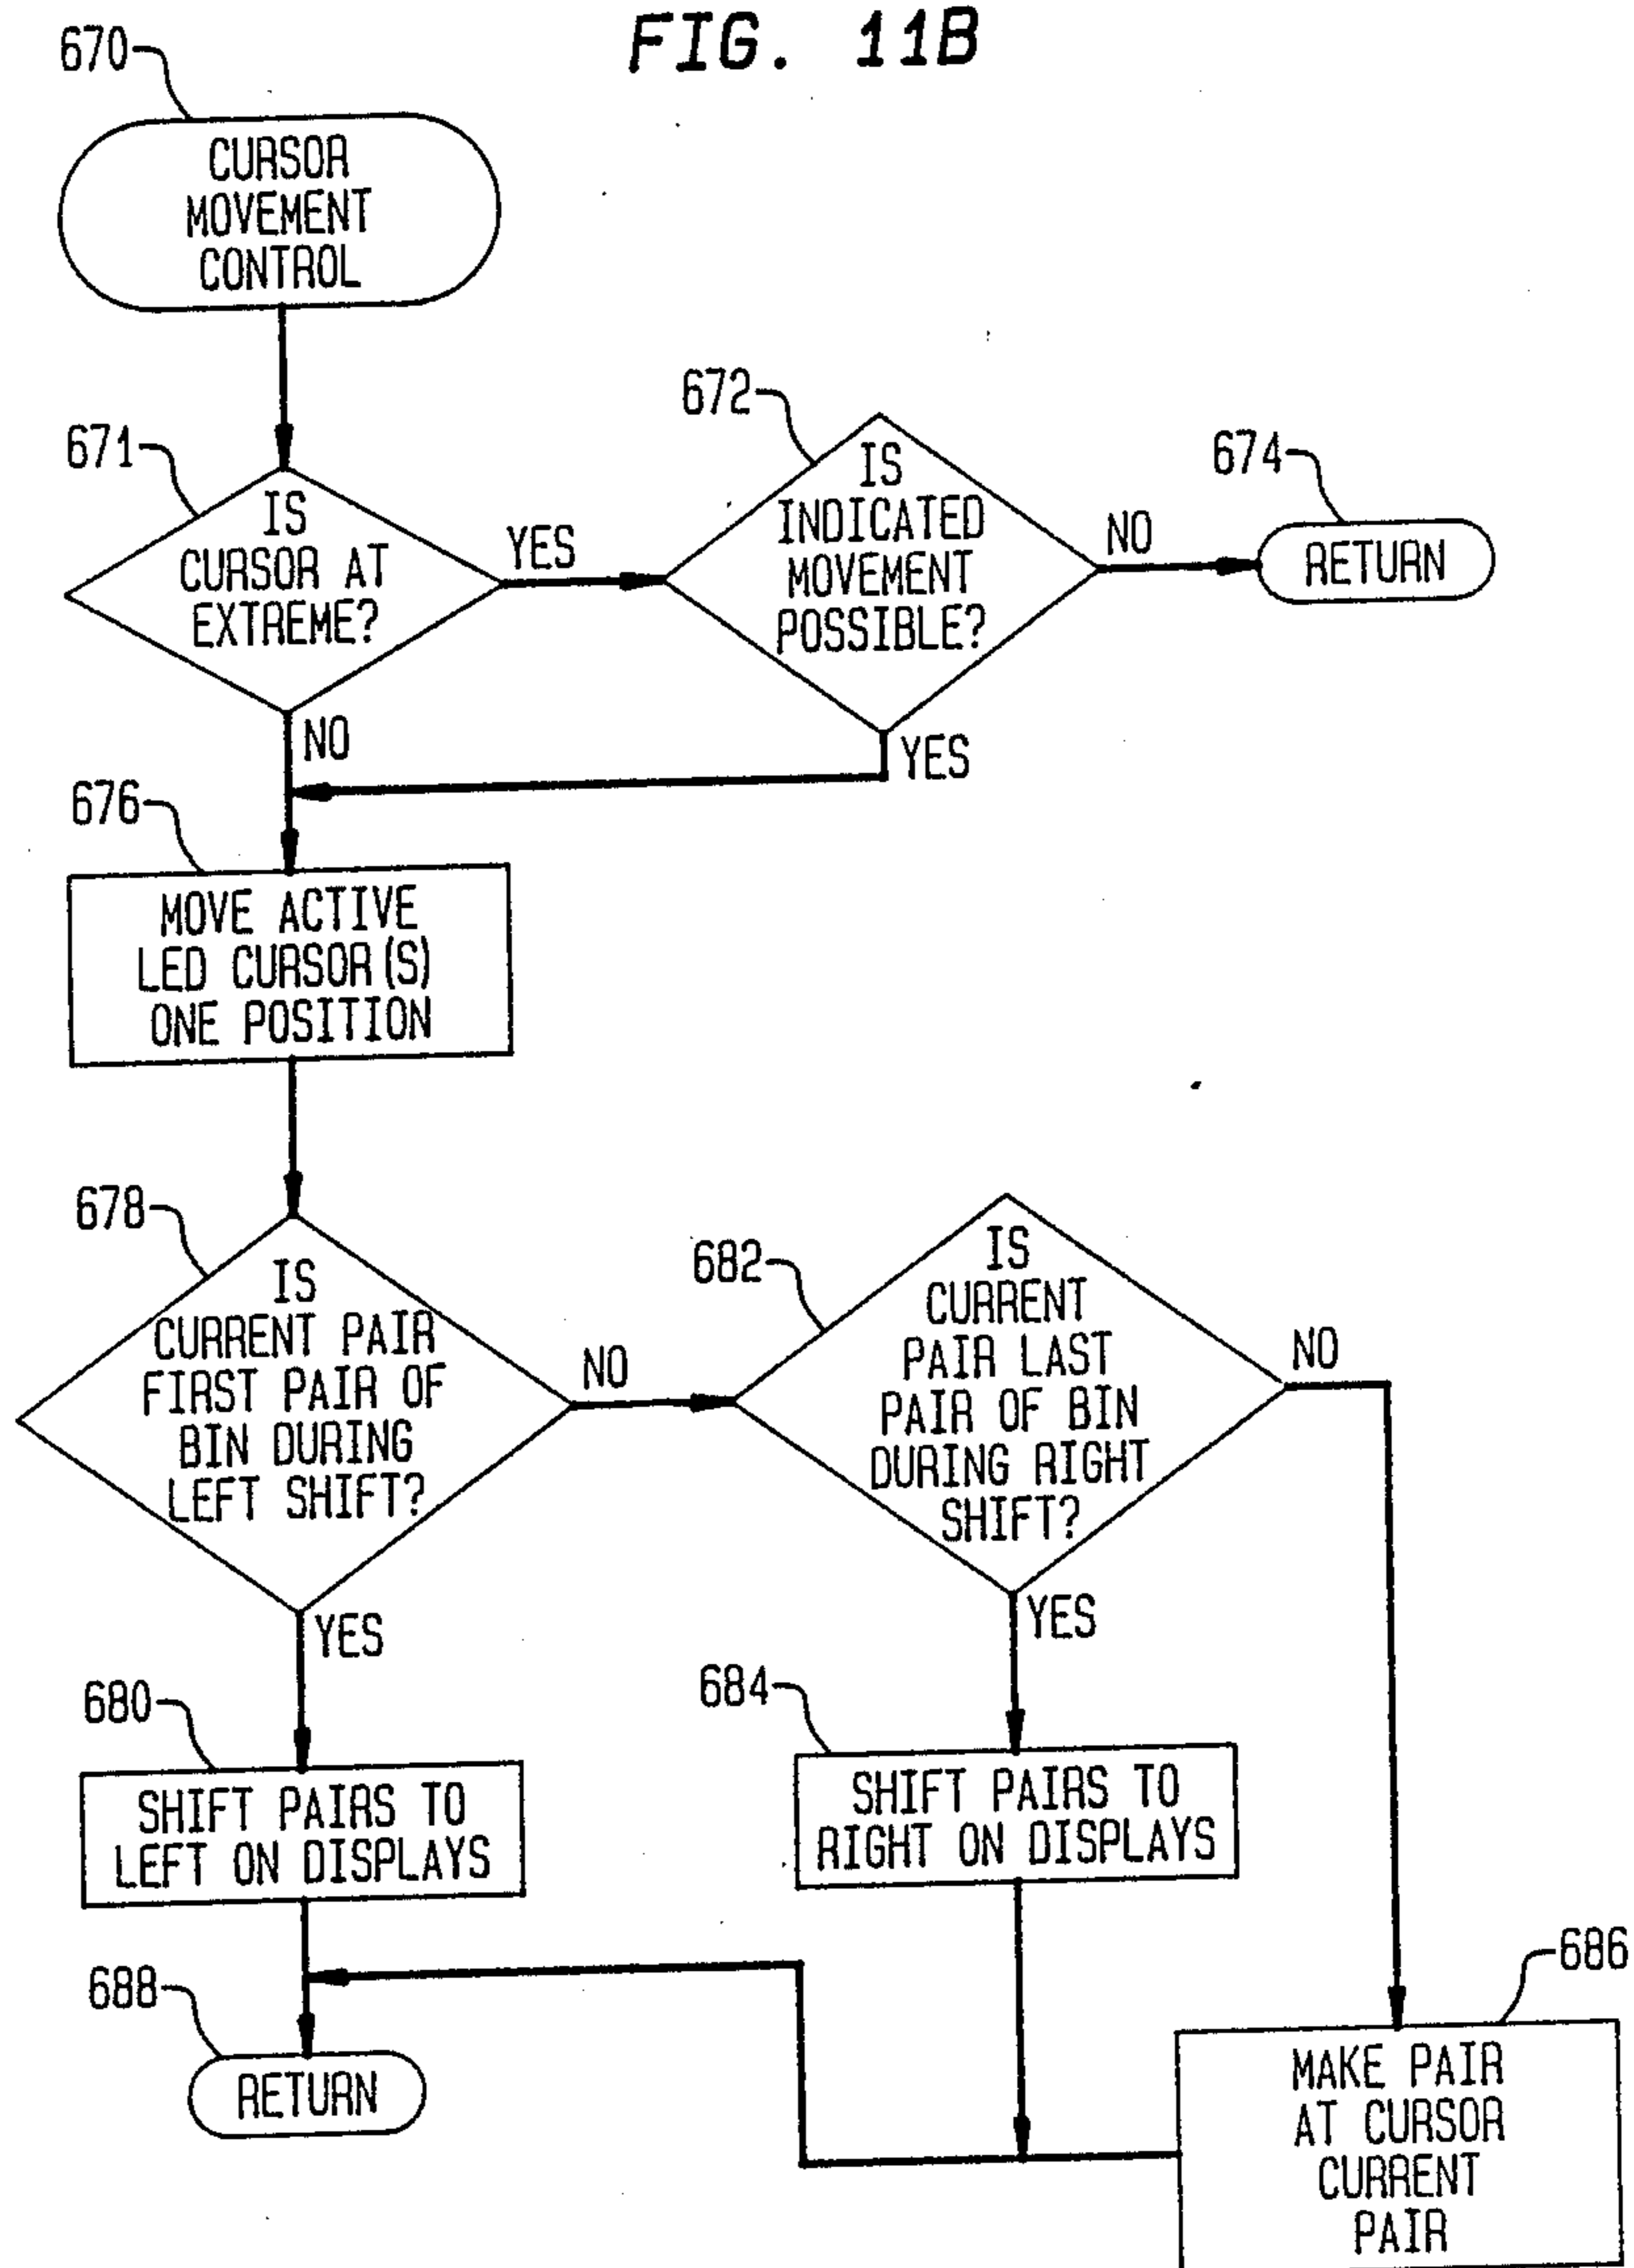 FIG. 11B
670
CURSOR
MOVEMENT
CONTROL
671
IS
CURSOR AT
EXTREME?
YES
NO
672
IS
INDICATED
MOVEMENT
POSSIBLE?
NO
YES
674
RETURN
676
MOVE ACTIVE
LED CURSOR(S)
ONE POSITION
678
IS
CURRENT PAIR
FIRST PAIR OF
BIN DURING
LEFT SHIFT?
NO
YES
682
IS
CURRENT
PAIR LAST
PAIR OF BIN
DURING RIGHT
SHIFT?
NO
YES
680
SHIFT PAIRS TO
LEFT ON DISPLAYS
684
SHIFT PAIRS TO
RIGHT ON DISPLAYS
686
MAKE PAIR
AT CURSOR
CURRENT
PAIR
688
RETURN